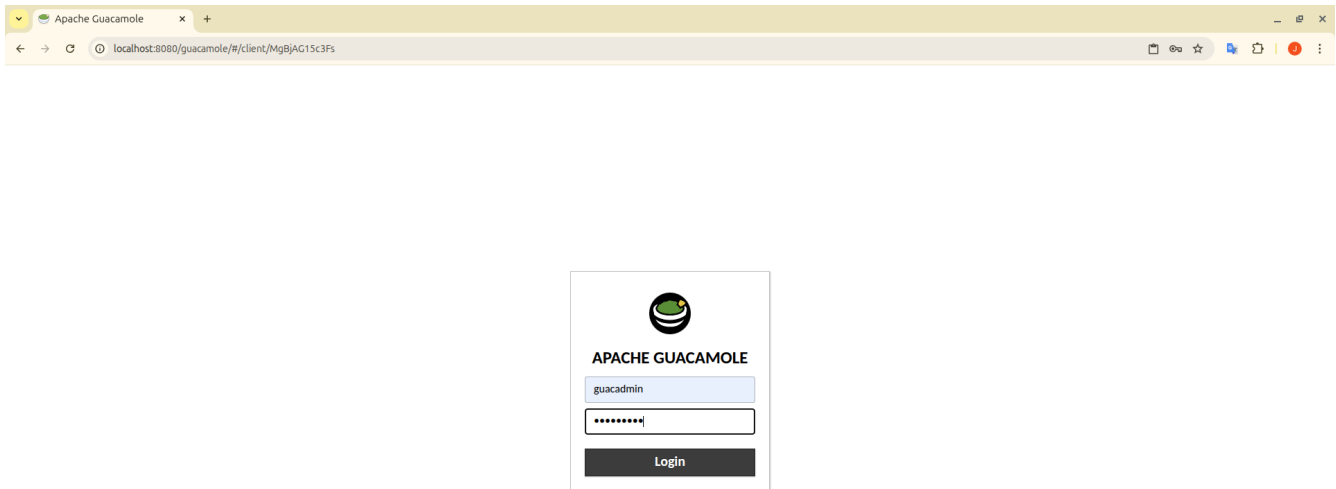 Apache Guacamole
localhost:8080/guacamole/#/client/MgBjAG15c3Fs
J
APACHE GUACAMOLE
guacadmin
•••••••••
Login